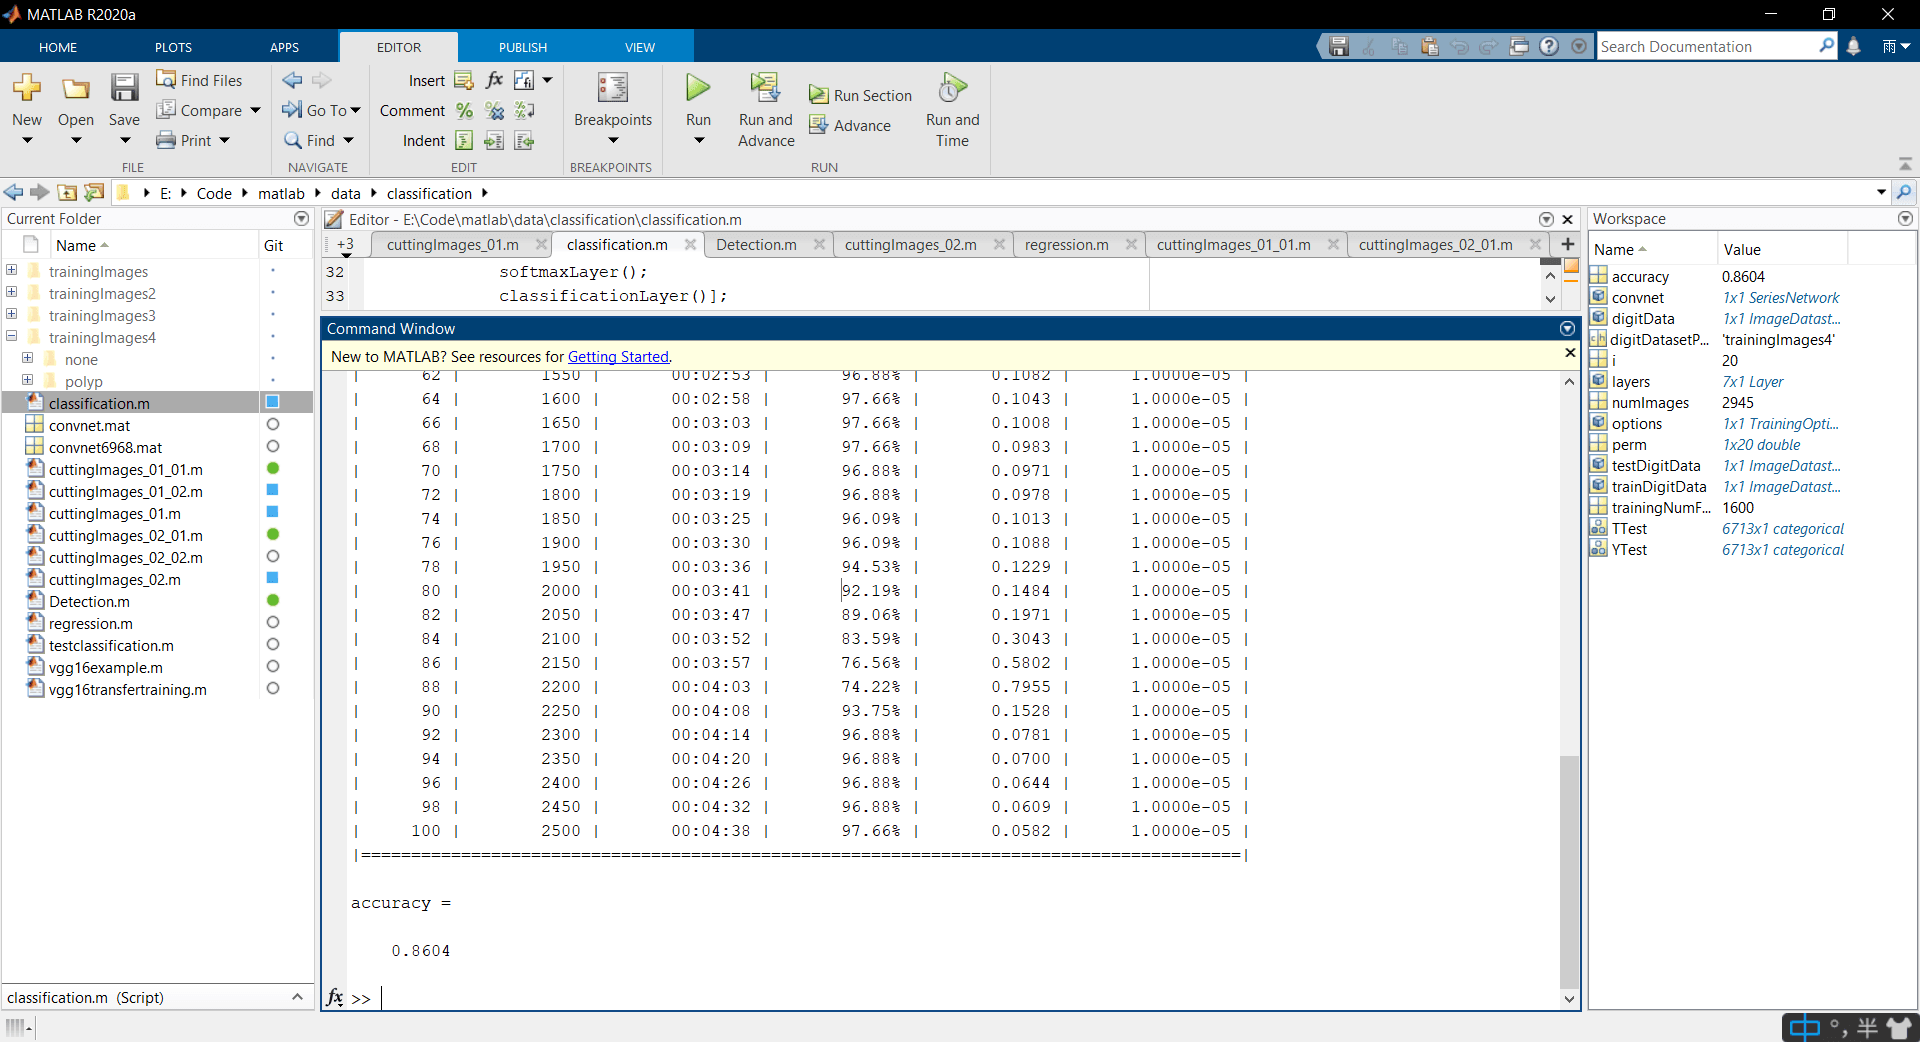 MATLAB R2020a
HOME PLOTS APPS EDITOR PUBLISH VIEW
Search Documentation
雨
New Open Save
Find Files
Compare
Print
FILE
Go To
Find
NAVIGATE
Insert fx
Comment
Indent
EDIT
Breakpoints
BREAKPOINTS
Run
Run and Advance
Run Section
Advance
Run and Time
RUN
E: Code matlab data classification
Current Folder
Name Git
trainingImages
trainingImages2
trainingImages3
trainingImages4
none
polyp
classification.m
convnet.mat
convnet6968.mat
cuttingImages_01_01.m
cuttingImages_01_02.m
cuttingImages_01.m
cuttingImages_02_01.m
cuttingImages_02_02.m
cuttingImages_02.m
Detection.m
regression.m
testclassification.m
vgg16example.m
vgg16transfertraining.m
classification.m (Script)
Editor - E:\Code\matlab\data\classification\classification.m
+3 cuttingImages_01.m classification.m Detection.m cuttingImages_02.m regression.m cuttingImages_01_01.m cuttingImages_02_01.m
32 softmaxLayer();
33 classificationLayer()];
Command Window
New to MATLAB? See resources for Getting Started.
| 62 | 1550 | 00:02:53 | 96.88% | 0.1082 | 1.0000e-05 |
| 64 | 1600 | 00:02:58 | 97.66% | 0.1043 | 1.0000e-05 |
| 66 | 1650 | 00:03:03 | 97.66% | 0.1008 | 1.0000e-05 |
| 68 | 1700 | 00:03:09 | 97.66% | 0.0983 | 1.0000e-05 |
| 70 | 1750 | 00:03:14 | 96.88% | 0.0971 | 1.0000e-05 |
| 72 | 1800 | 00:03:19 | 96.88% | 0.0978 | 1.0000e-05 |
| 74 | 1850 | 00:03:25 | 96.09% | 0.1013 | 1.0000e-05 |
| 76 | 1900 | 00:03:30 | 96.09% | 0.1088 | 1.0000e-05 |
| 78 | 1950 | 00:03:36 | 94.53% | 0.1229 | 1.0000e-05 |
| 80 | 2000 | 00:03:41 | 92.19% | 0.1484 | 1.0000e-05 |
| 82 | 2050 | 00:03:47 | 89.06% | 0.1971 | 1.0000e-05 |
| 84 | 2100 | 00:03:52 | 83.59% | 0.3043 | 1.0000e-05 |
| 86 | 2150 | 00:03:57 | 76.56% | 0.5802 | 1.0000e-05 |
| 88 | 2200 | 00:04:03 | 74.22% | 0.7955 | 1.0000e-05 |
| 90 | 2250 | 00:04:08 | 93.75% | 0.1528 | 1.0000e-05 |
| 92 | 2300 | 00:04:14 | 96.88% | 0.0781 | 1.0000e-05 |
| 94 | 2350 | 00:04:20 | 96.88% | 0.0700 | 1.0000e-05 |
| 96 | 2400 | 00:04:26 | 96.88% | 0.0644 | 1.0000e-05 |
| 98 | 2450 | 00:04:32 | 96.88% | 0.0609 | 1.0000e-05 |
| 100 | 2500 | 00:04:38 | 97.66% | 0.0582 | 1.0000e-05 |
|========================================================================================|
accuracy =
0.8604
fx >>
Workspace
Name Value
accuracy 0.8604
convnet 1x1 SeriesNetwork
digitData 1x1 ImageDatast...
digitDatasetP... 'trainingImages4'
i 20
layers 7x1 Layer
numImages 2945
options 1x1 TrainingOpti...
perm 1x20 double
testDigitData 1x1 ImageDatast...
trainDigitData 1x1 ImageDatast...
trainingNumF... 1600
TTest 6713x1 categorical
YTest 6713x1 categorical
中 °, 半